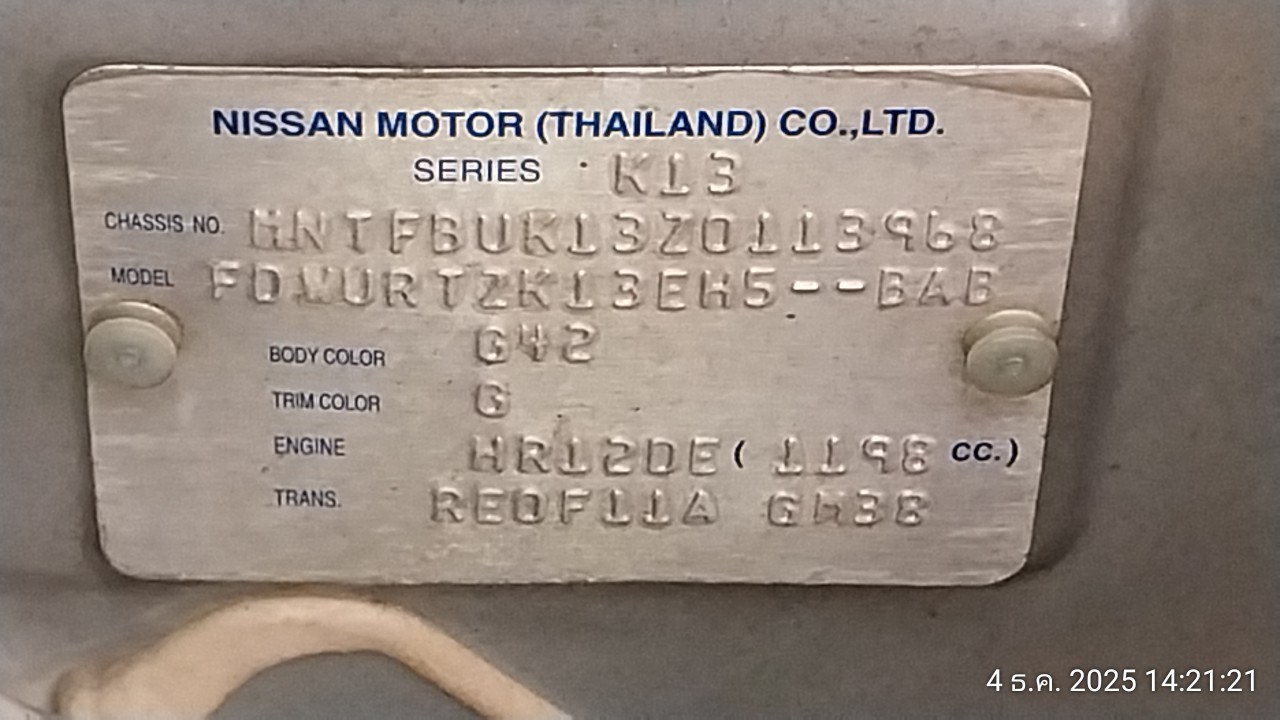 NISSAN MOTOR (THAILAND) CO.,LTD.
SERIES K13
CHASSIS NO. MNTFBUK13Z0113968
MODEL FDWURTZK13EH5--BAB
BODY COLOR G42
TRIM COLOR G
ENGINE HR12DE ( 1198 CC.)
TRANS. RE0F11A GH38
4 ธ.ค. 2025 14:21:21